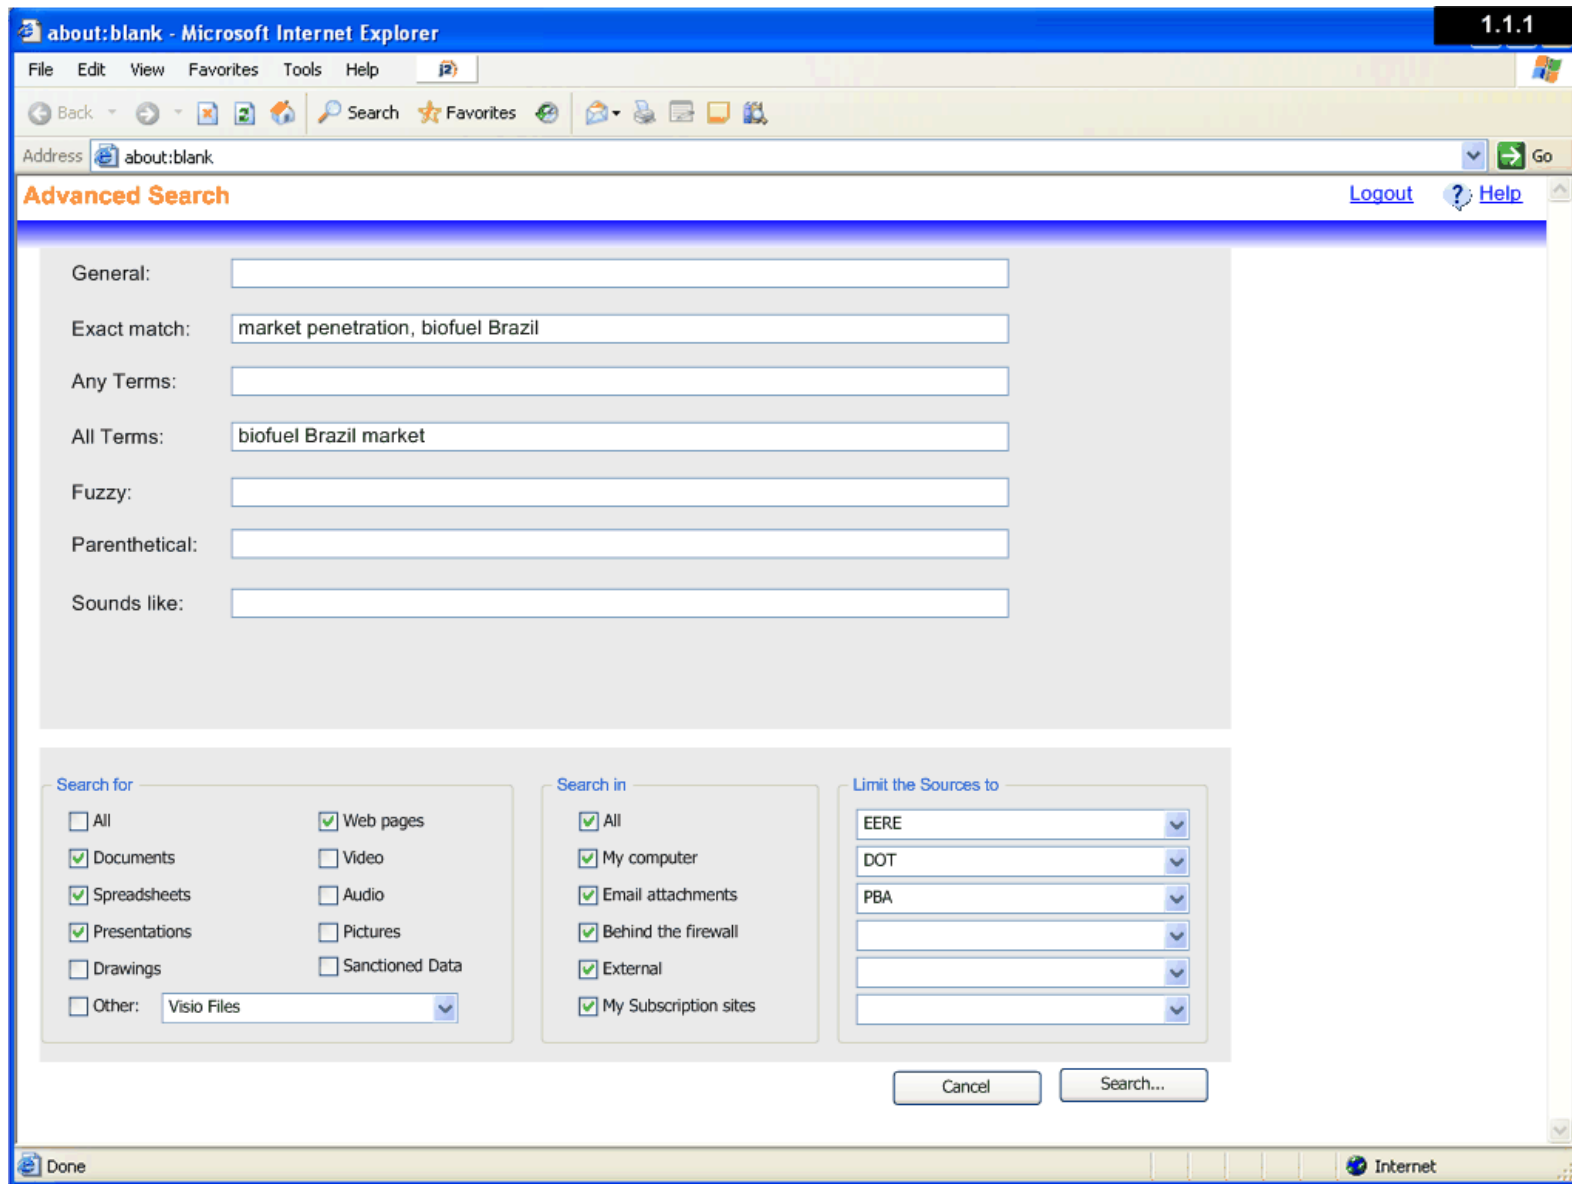 about:blank - Microsoft Internet Explorer
1.1.1
File Edit View Favorites Tools Help j2
Back Search Favorites
Address about:blank Go
Advanced Search Logout ? Help
General:
Exact match: market penetration, biofuel Brazil
Any Terms:
All Terms: biofuel Brazil market
Fuzzy:
Parenthetical:
Sounds like:
Search for
All
Documents
Spreadsheets
Presentations
Drawings
Other: Visio Files
Web pages
Video
Audio
Pictures
Sanctioned Data
Search in
All
My computer
Email attachments
Behind the firewall
External
My Subscription sites
Limit the Sources to
EERE
DOT
PBA
Cancel Search...
Done Internet